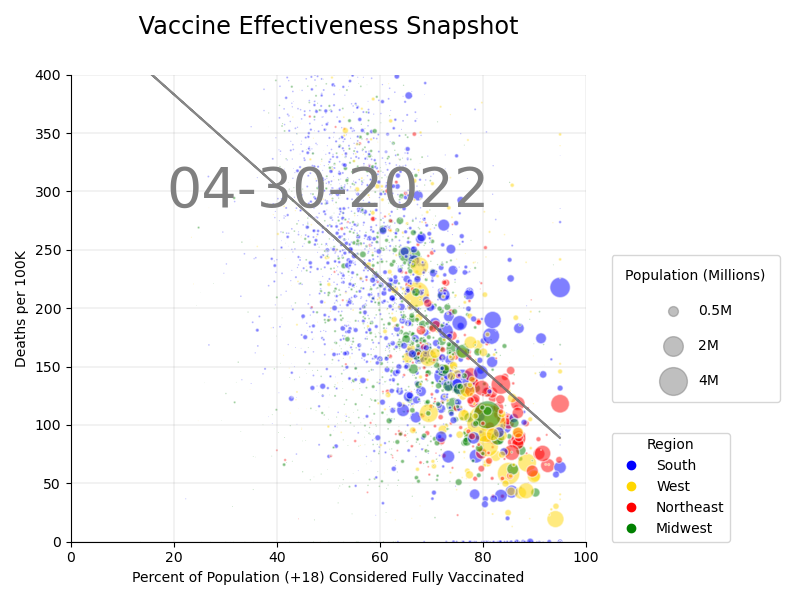 Vaccine Effectiveness Snapshot
400
350
300
250
200
150
100
50
0
Deaths per 100K
04-30-2022
0 20 40 60 80 100
Percent of Population (+18) Considered Fully Vaccinated
Population (Millions)
0.5M
2M
4M
Region
South
West
Northeast
Midwest